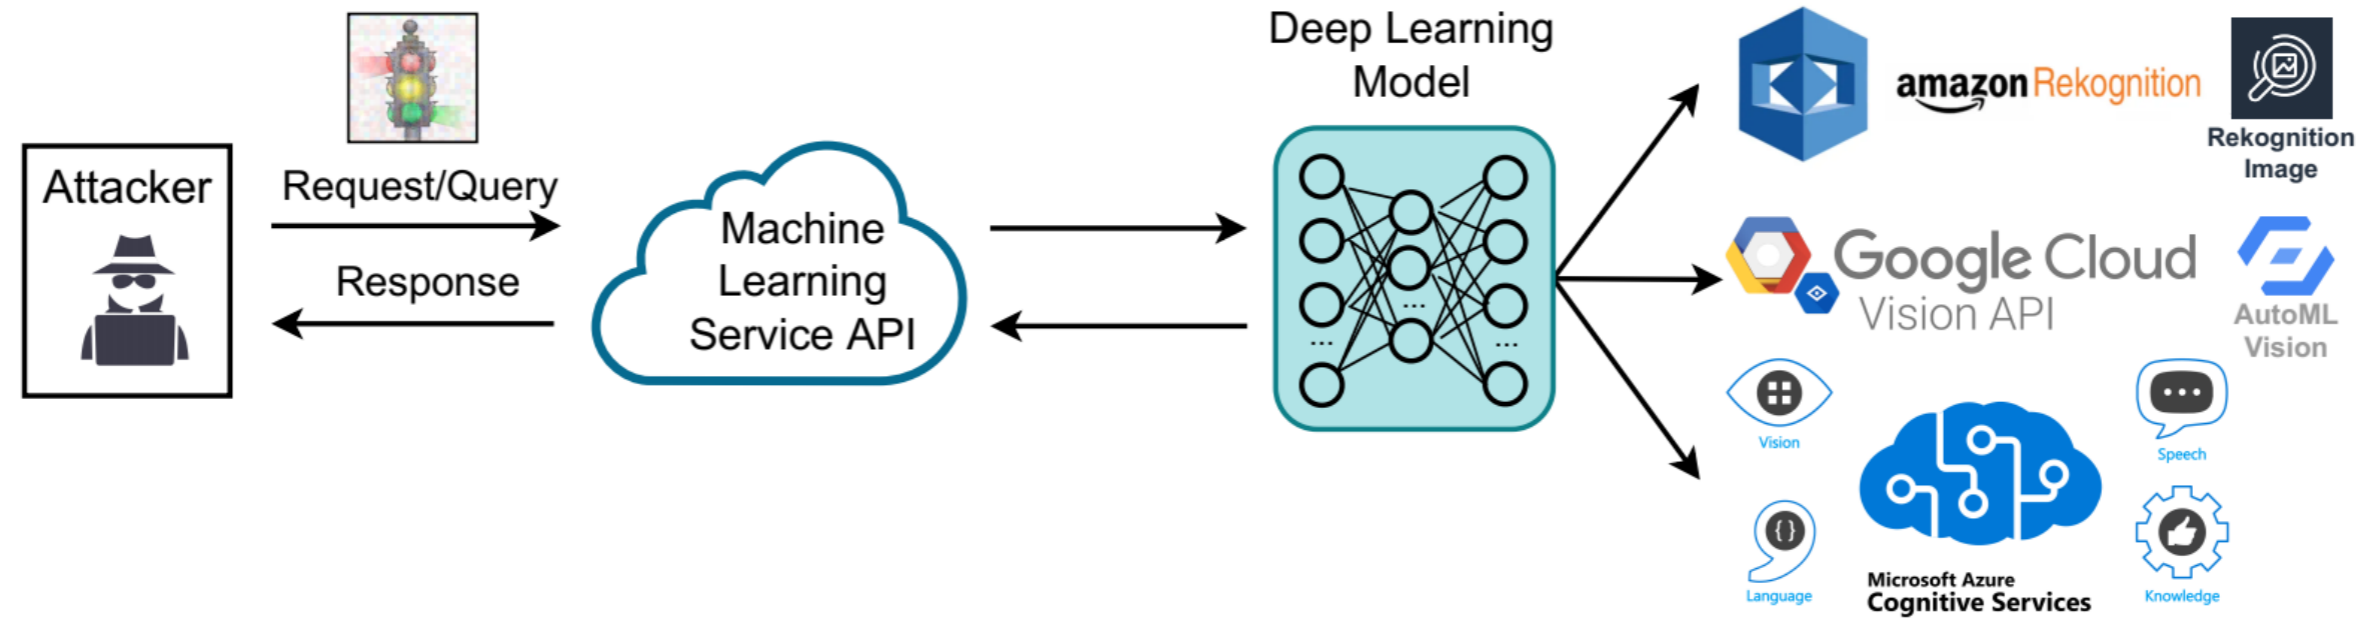 Attacker
Request/Query
Response
Machine
Learning
Service API
Deep Learning
Model
...
...
...
amazon Rekognition
Rekognition
Image
Google Cloud
Vision API
AutoML
Vision
Vision
Speech
{}
Language
Microsoft Azure
Cognitive Services
Knowledge